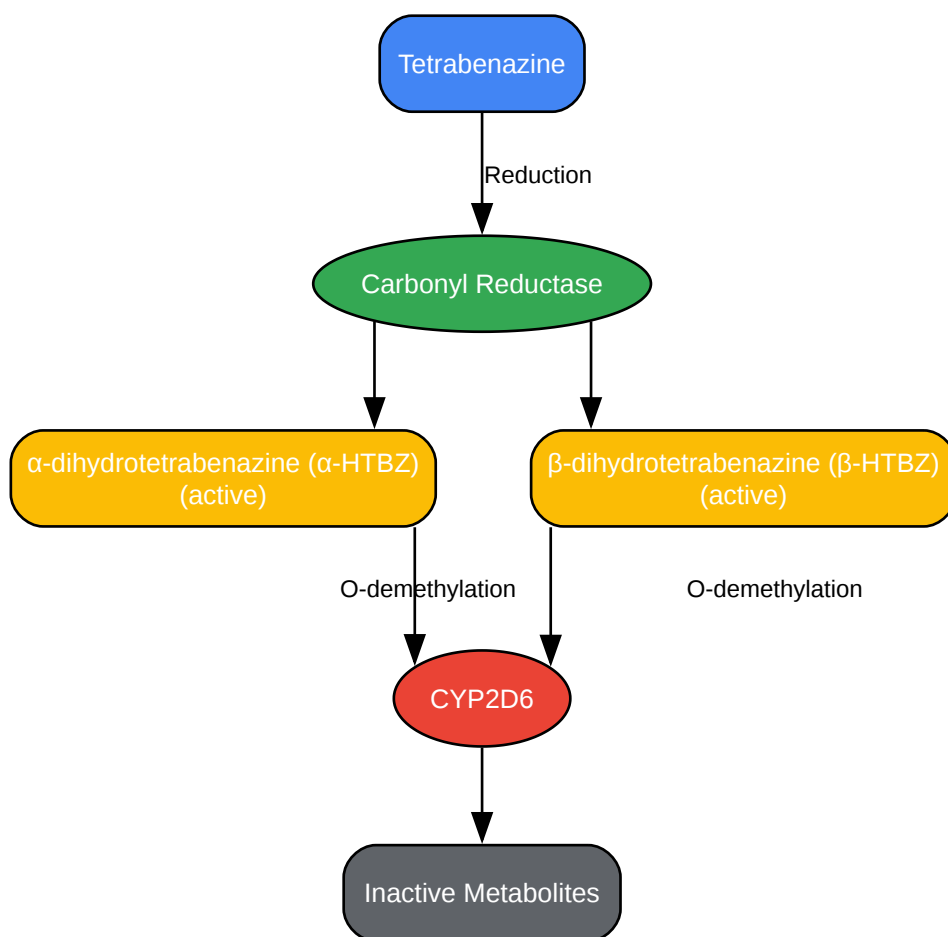 Tetrabenazine
Reduction
Carbonyl Reductase
α-dihydrotetrabenazine (α-HTBZ)
(active)
β-dihydrotetrabenazine (β-HTBZ)
(active)
O-demethylation
O-demethylation
CYP2D6
Inactive Metabolites